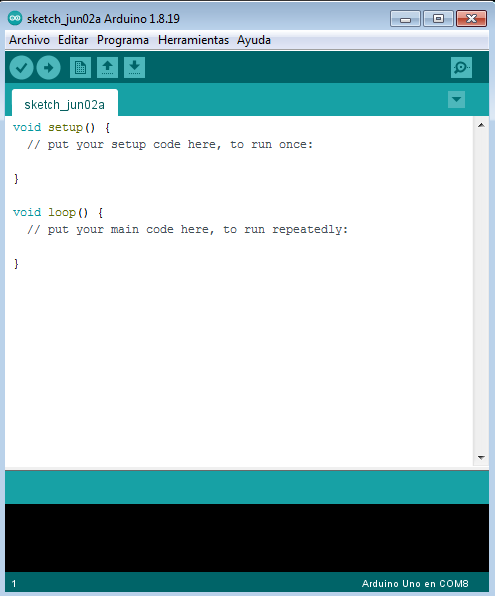 sketch_jun02a Arduino 1.8.19
Archivo Editar Programa Herramientas Ayuda
sketch_jun02a
void setup() {
  // put your setup code here, to run once:
}
void loop() {
  // put your main code here, to run repeatedly:
}
1 Arduino Uno en COM8